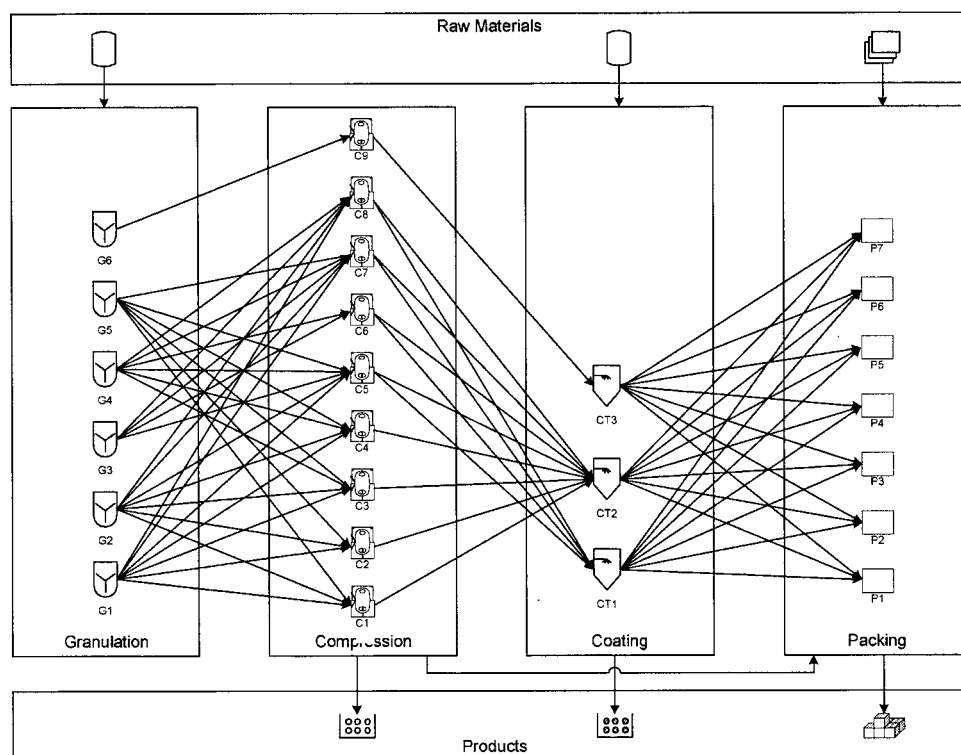 Raw Materials
C9
C8
P7
G6
C7
P6
G5
C6
P5
G4
C5
CT3
P4
G3
C4
P3
G2
C3
CT2
P2
C2
G1
C1
CT1
P1
Granulation
Compression
Coating
Packing
Products